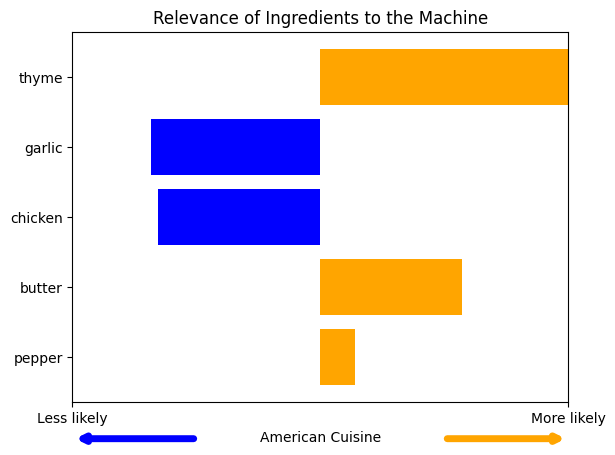 Relevance of Ingredients to the Machine
thyme
garlic
chicken
butter
pepper
Less likely
More likely
American Cuisine